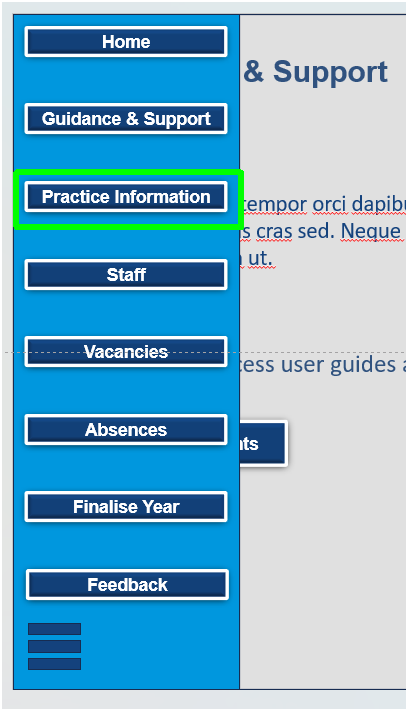 Home
& Support
Guidance & Support
Practice Information
tempor orci dapibu
s cras sed. Neque
ut.
Staff
Vacancies
cess user guides a
Absences
nts
Finalise Year
Feedback